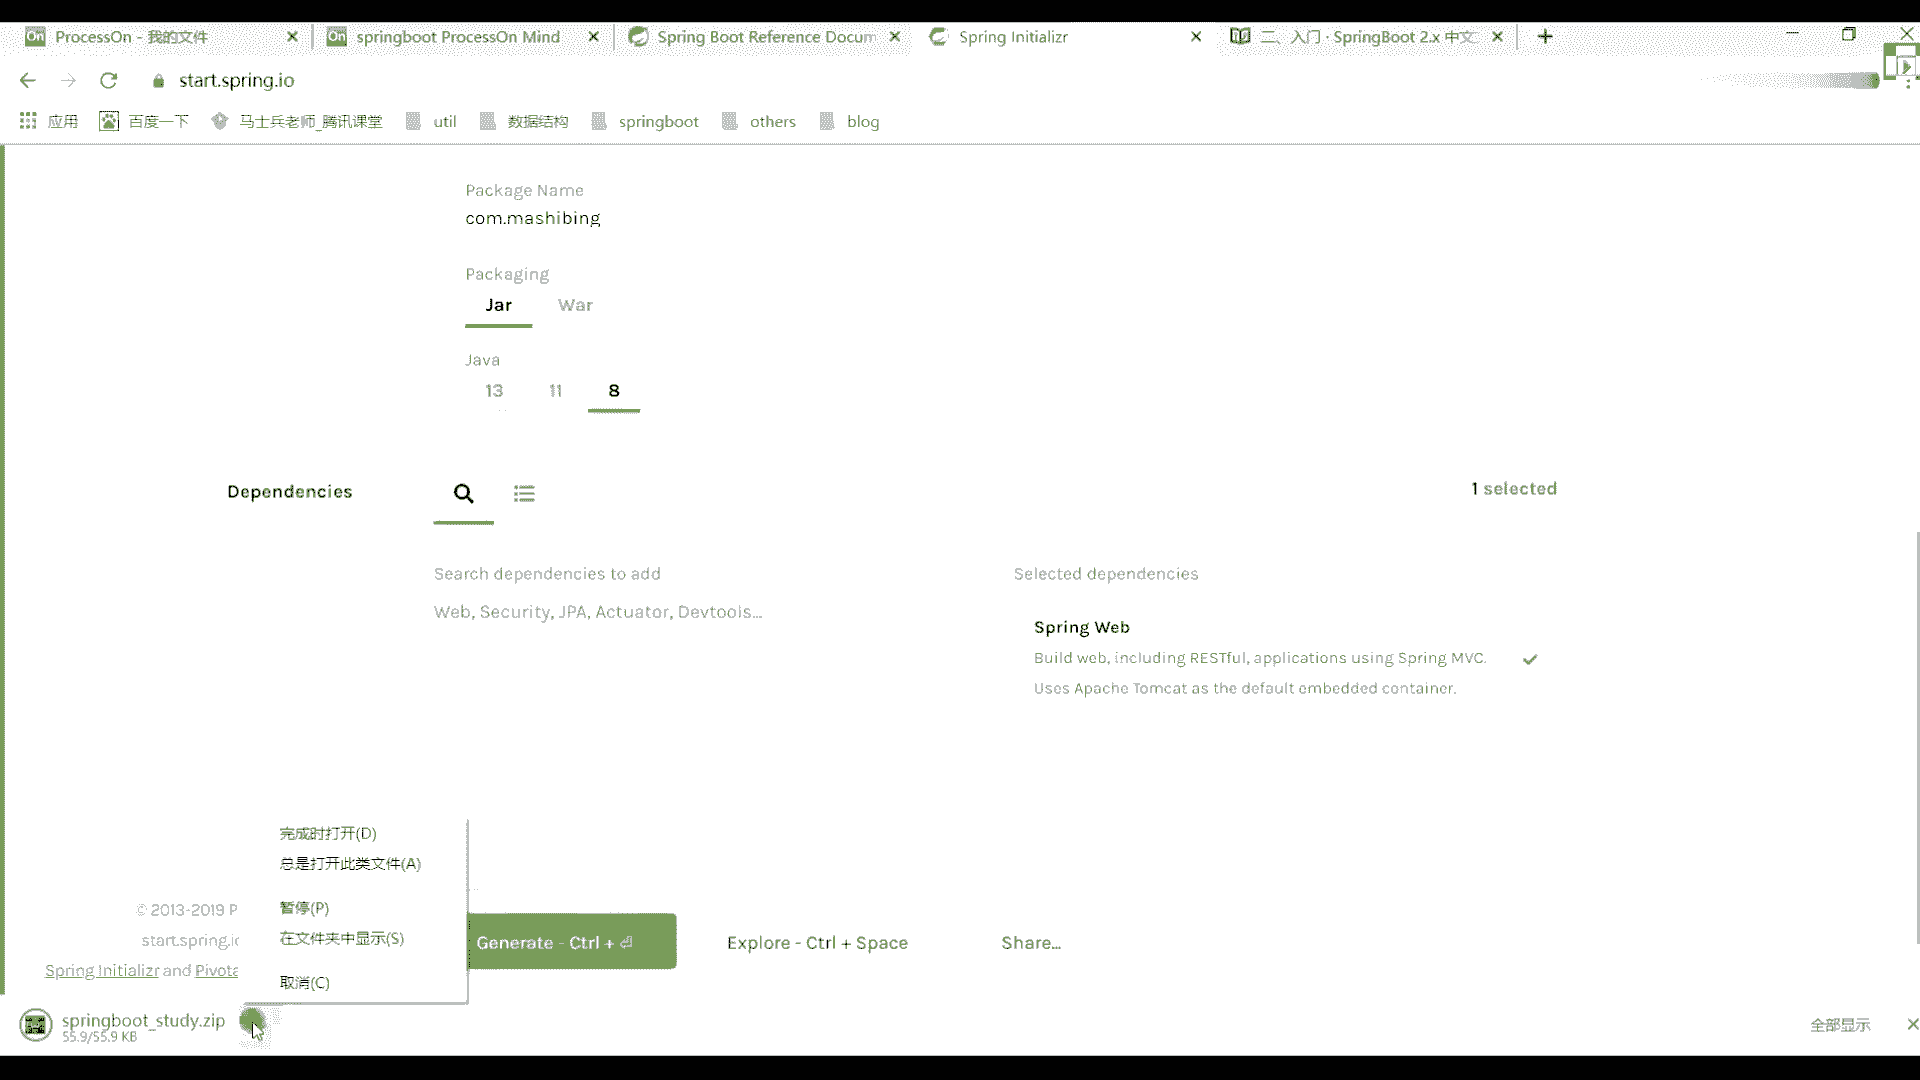 ProcessOn - 我的文件
springboot ProcessOn Mind
Spring Boot Reference Docum
Spring Initializr
二、入门 · SpringBoot 2.x 中文
start.spring.io
应用
百度一下
马士兵老师_腾讯课堂
util
数据结构
springboot
others
blog
Package Name
com.mashibing
Packaging
Jar War
Java
13 11 8
Dependencies
1 selected
Search dependencies to add
Web, Security, JPA, Actuator, Devtools...
Selected dependencies
Spring Web
Build web, including RESTful, applications using Spring MVC.
Uses Apache Tomcat as the default embedded container.
完成时打开(D)
总是打开此类文件(A)
暂停(P)
在文件夹中显示(S)
取消(C)
© 2013-2019 P
start.spring.io
Spring Initializr and Pivota
Generate - Ctrl + ⏎
Explore - Ctrl + Space
Share...
springboot_study.zip
55.9/55.9 KB
全部显示